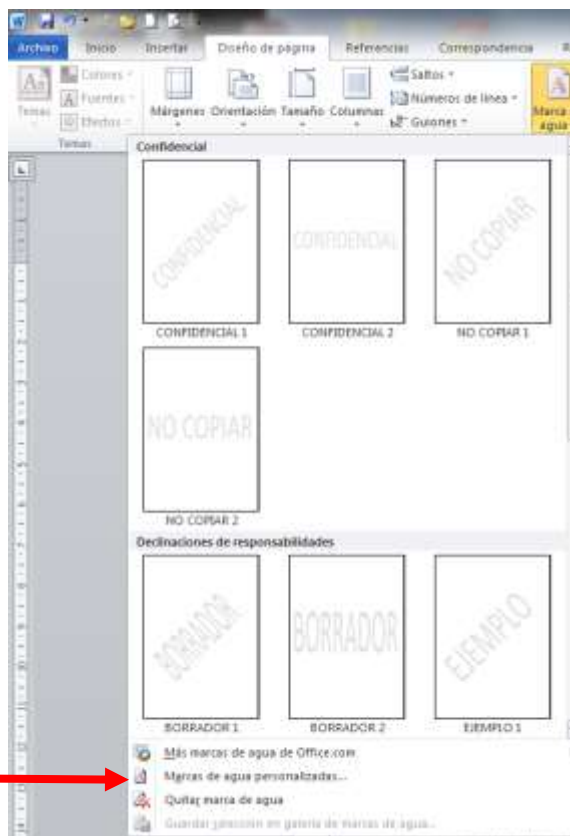 Archivo Inicio Insertar Diseño de página Referencias Correspondencia
Aa Colores
A Fuentes
Efectos
Temas
Márgenes Orientación Tamaño Columnas
Saltos
Números de línea
Guiones
Marca
agua
Temas
Confidencial
CONFIDENCIAL CONFIDENCIAL NO COPIAR
CONFIDENCIAL 1 CONFIDENCIAL 2 NO COPIAR 1
NO COPIAR
NO COPIAR 2
Declinaciones de responsabilidades
BORRADOR BORRADOR EJEMPLO
BORRADOR 1 BORRADOR 2 EJEMPLO 1
Más marcas de agua de Office.com
Marcas de agua personalizadas...
Quitar marca de agua
Guardar selección en galería de marcas de agua...